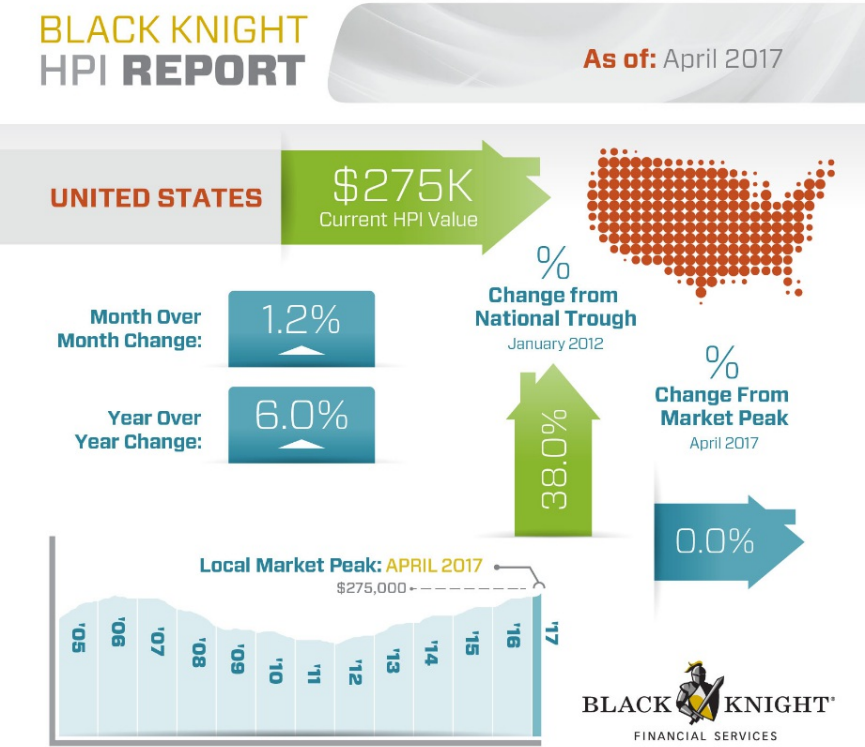 BLACK KNIGHT
HPI REPORT
As of: April 2017
UNITED STATES
$275K
Current HPI Value
Month Over
Month Change:
1.2%
Year Over
Year Change:
6.0%
%
Change from
National Trough
January 2012
38.0%
%
Change From
Market Peak
April 2017
0.0%
Local Market Peak: APRIL 2017
$275,000
'05
'06
'07
'08
'09
'10
'11
'12
'13
'14
'15
'16
'17
BLACK KNIGHT®
FINANCIAL SERVICES